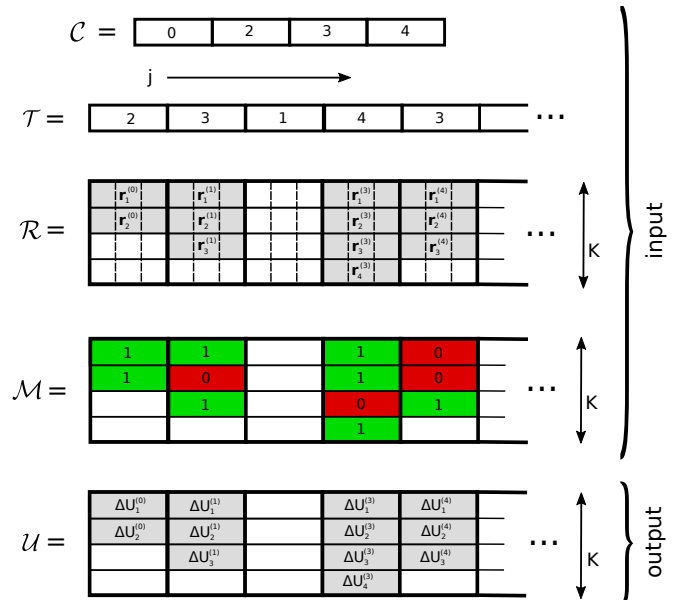 𝒞 = 0 2 3 4
j
𝒯 = 2 3 1 4 3 ...
r₁⁽⁰⁾ r₁⁽¹⁾ r₁⁽³⁾ r₁⁽⁴⁾
r₂⁽⁰⁾ r₂⁽¹⁾ r₂⁽³⁾ r₂⁽⁴⁾
ℛ = ...
r₃⁽¹⁾ r₃⁽³⁾ r₃⁽⁴⁾
K
r₄⁽³⁾
input
1 1 1 0
1 0 1 0
ℳ = ...
1 0 1
K
1
ΔU₁⁽⁰⁾ ΔU₁⁽¹⁾ ΔU₁⁽³⁾ ΔU₁⁽⁴⁾
ΔU₂⁽⁰⁾ ΔU₂⁽¹⁾ ΔU₂⁽³⁾ ΔU₂⁽⁴⁾
𝒰 = ...
ΔU₃⁽¹⁾ ΔU₃⁽³⁾ ΔU₃⁽⁴⁾
K
ΔU₄⁽³⁾
output